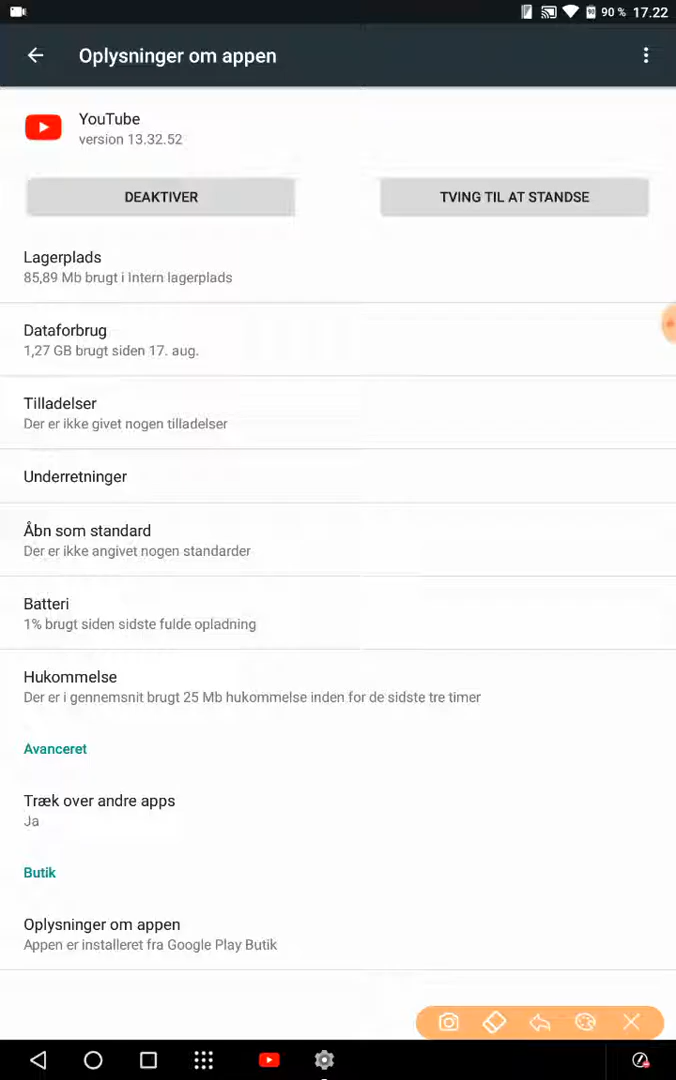 90 % 17.22
Oplysninger om appen
YouTube
version 13.32.52
DEAKTIVER
TVING TIL AT STANDSE
Lagerplads
85,89 Mb brugt i Intern lagerplads
Dataforbrug
1,27 GB brugt siden 17. aug.
Tilladelser
Der er ikke givet nogen tilladelser
Underretninger
Åbn som standard
Der er ikke angivet nogen standarder
Batteri
1% brugt siden sidste fulde opladning
Hukommelse
Der er i gennemsnit brugt 25 Mb hukommelse inden for de sidste tre timer
Avanceret
Træk over andre apps
Ja
Butik
Oplysninger om appen
Appen er installeret fra Google Play Butik